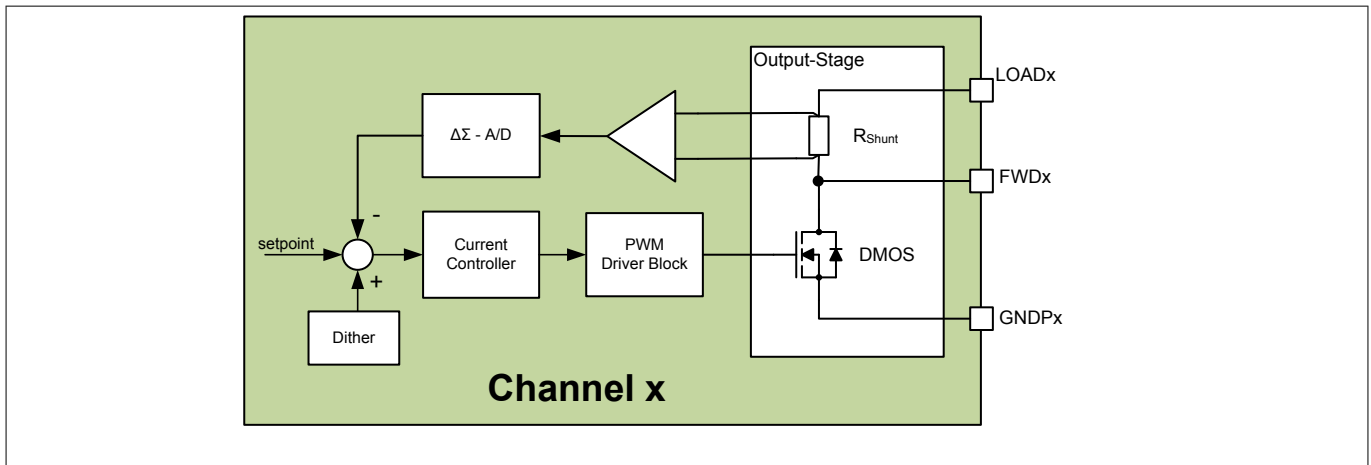 Output-Stage
LOADx
ΔΣ - A/D
RShunt
FWDx
-
setpoint
Current
Controller
PWM
Driver Block
DMOS
+
GNDPx
Dither
Channel x